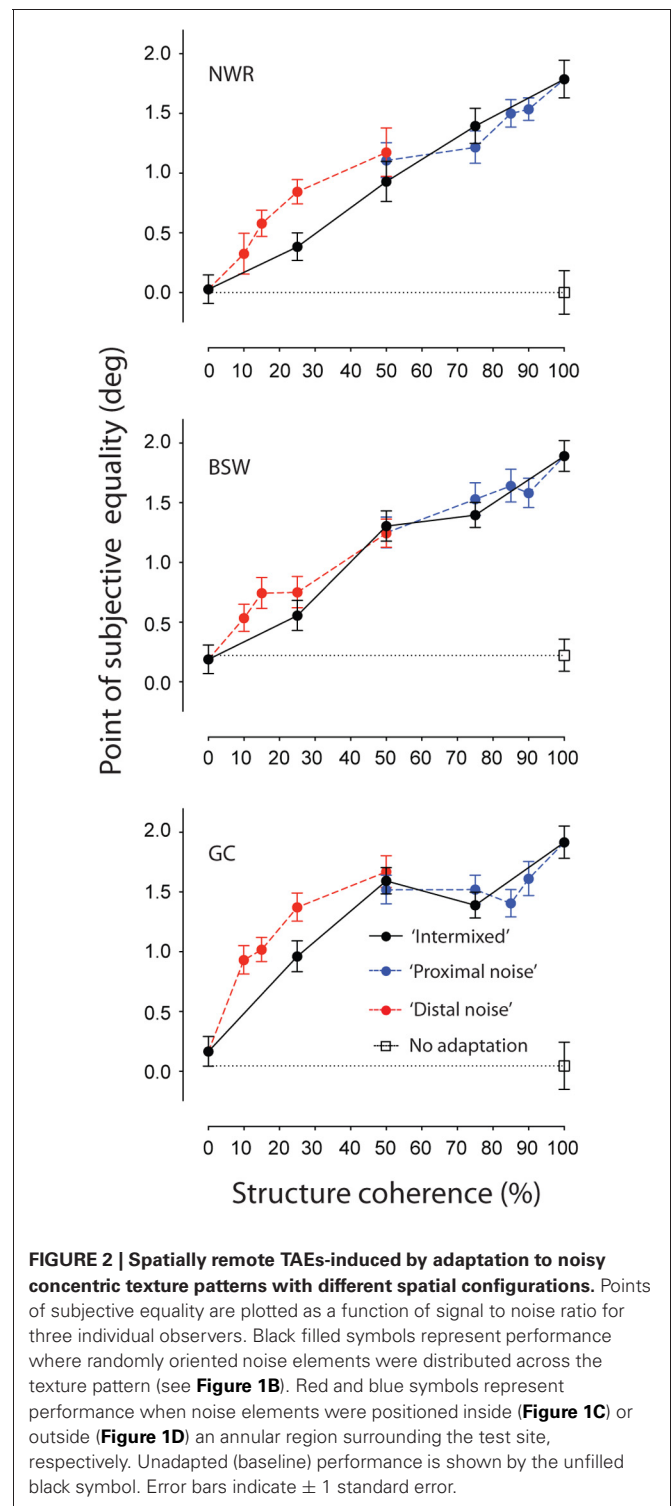 NWR
2.0
1.5
1.0
0.5
0.0
0 10 20 30 40 50 60 70 80 90 100
BSW
2.0
1.5
1.0
0.5
0.0
0 10 20 30 40 50 60 70 80 90 100
GC
2.0
1.5
1.0
0.5
0.0
'Intermixed'
'Proximal noise'
'Distal noise'
No adaptation
0 10 20 30 40 50 60 70 80 90 100
Point of subjective equality (deg)
Structure coherence (%)
FIGURE 2 | Spatially remote TAEs-induced by adaptation to noisy
concentric texture patterns with different spatial configurations. Points
of subjective equality are plotted as a function of signal to noise ratio for
three individual observers. Black filled symbols represent performance
where randomly oriented noise elements were distributed across the
texture pattern (see Figure 1B). Red and blue symbols represent
performance when noise elements were positioned inside (Figure 1C) or
outside (Figure 1D) an annular region surrounding the test site,
respectively. Unadapted (baseline) performance is shown by the unfilled
black symbol. Error bars indicate ± 1 standard error.